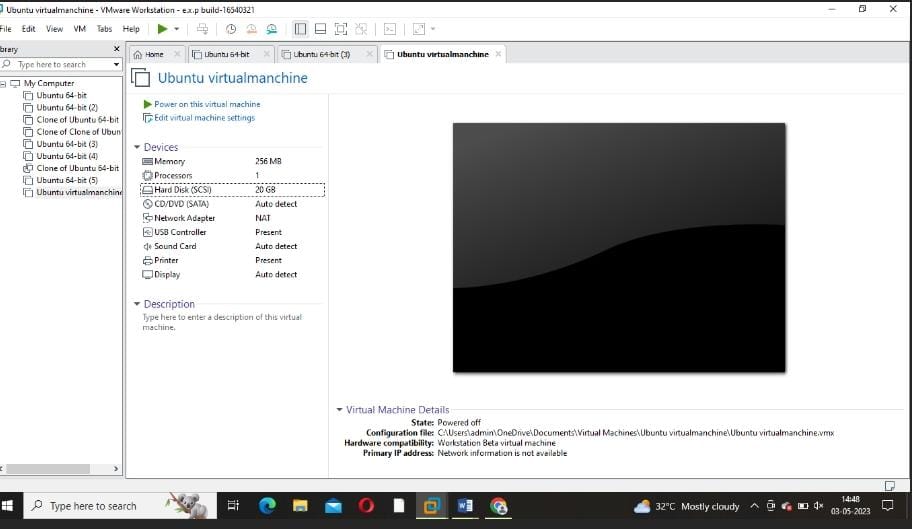 Ubuntu virtualmanchine - VMware Workstation - e.x.p build-16540321
File Edit View VM Tabs Help
brary
Type here to search
My Computer
Ubuntu 64-bit
Ubuntu 64-bit (2)
Clone of Ubuntu 64-bit
Clone of Clone of Ubun
Ubuntu 64-bit (3)
Ubuntu 64-bit (4)
Clone of Ubuntu 64-bit
Ubuntu 64-bit (5)
Ubuntu virtualmanchine
Home Ubuntu 64-bit Ubuntu 64-bit (3) Ubuntu virtualmanchine
Ubuntu virtualmanchine
Power on this virtual machine
Edit virtual machine settings
Devices
Memory 256 MB
Processors 1
Hard Disk (SCSI) 20 GB
CD/DVD (SATA) Auto detect
Network Adapter NAT
USB Controller Present
Sound Card Auto detect
Printer Present
Display Auto detect
Description
Type here to enter a description of this virtual
machine.
Virtual Machine Details
State: Powered off
Configuration file: C:\Users\admin\OneDrive\Documents\Virtual Machines\Ubuntu virtualmanchine\Ubuntu virtualmanchine.vmx
Hardware compatibility: Workstation Beta virtual machine
Primary IP address: Network information is not available
Type here to search
32°C Mostly cloudy
14:48
03-05-2023